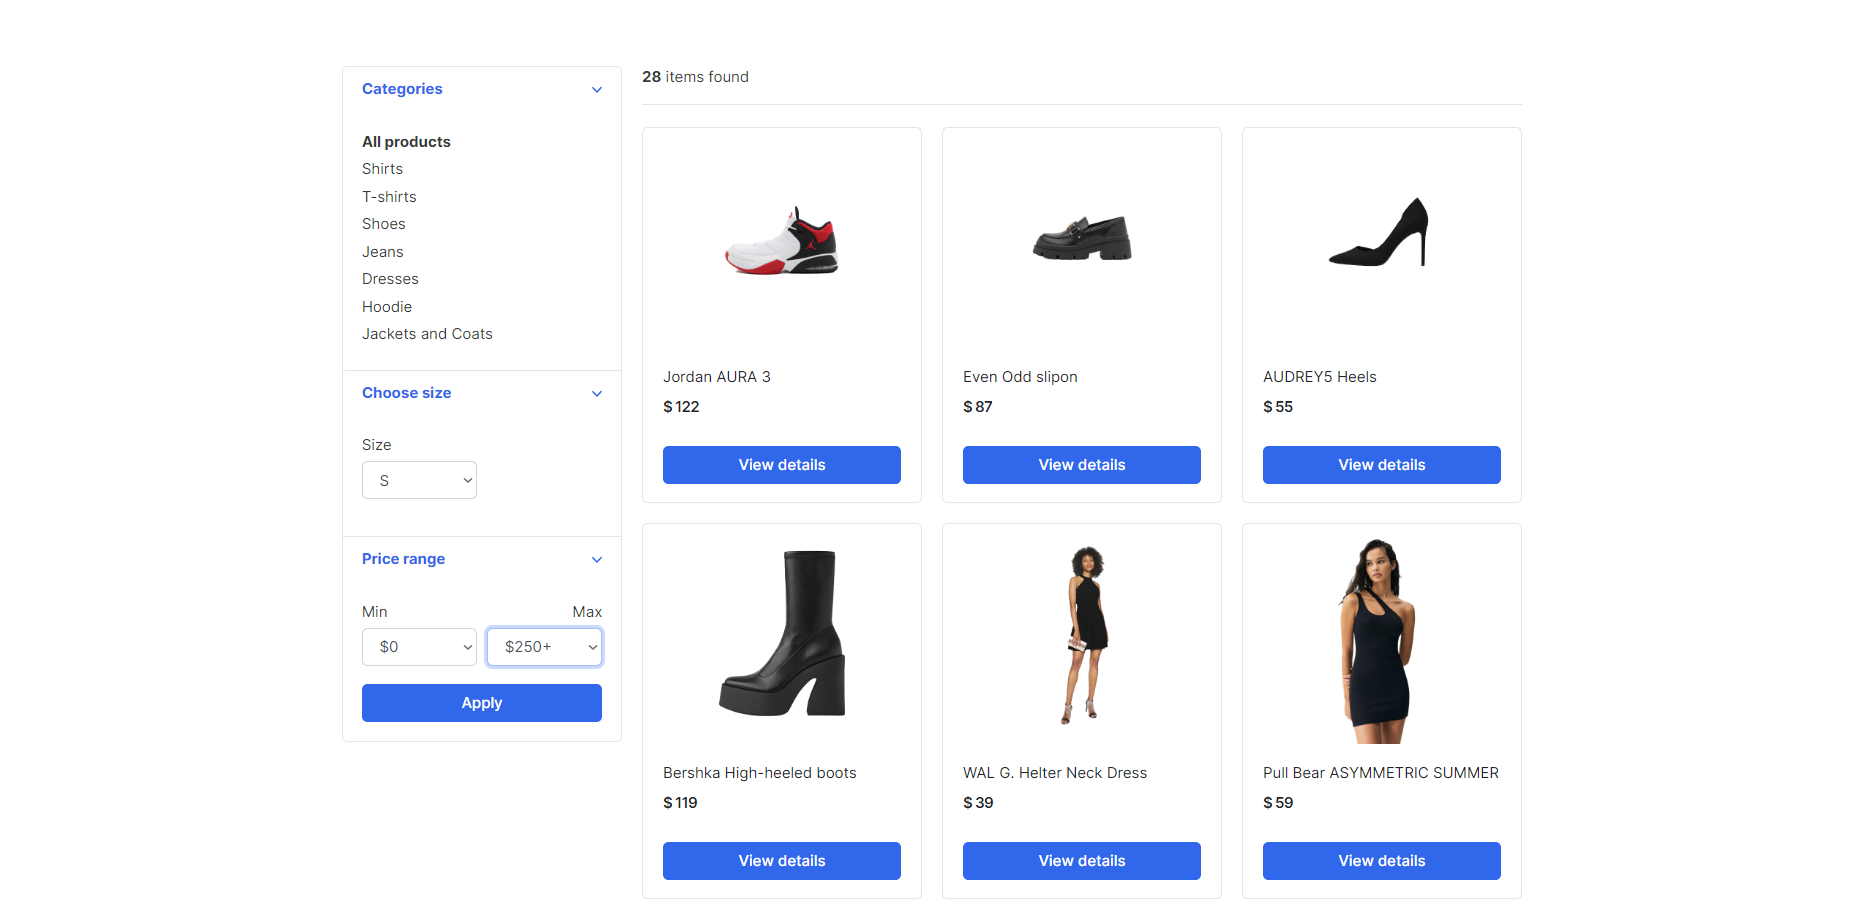 Categories
All products
Shirts
T-shirts
Shoes
Jeans
Dresses
Hoodie
Jackets and Coats
Choose size
Size
S
Price range
Min Max
$0 $250+
Apply
28 items found
Jordan AURA 3
$ 122
View details
Even Odd slipon
$ 87
View details
AUDREY5 Heels
$ 55
View details
Bershka High-heeled boots
$ 119
View details
WAL G. Helter Neck Dress
$ 39
View details
Pull Bear ASYMMETRIC SUMMER
$ 59
View details